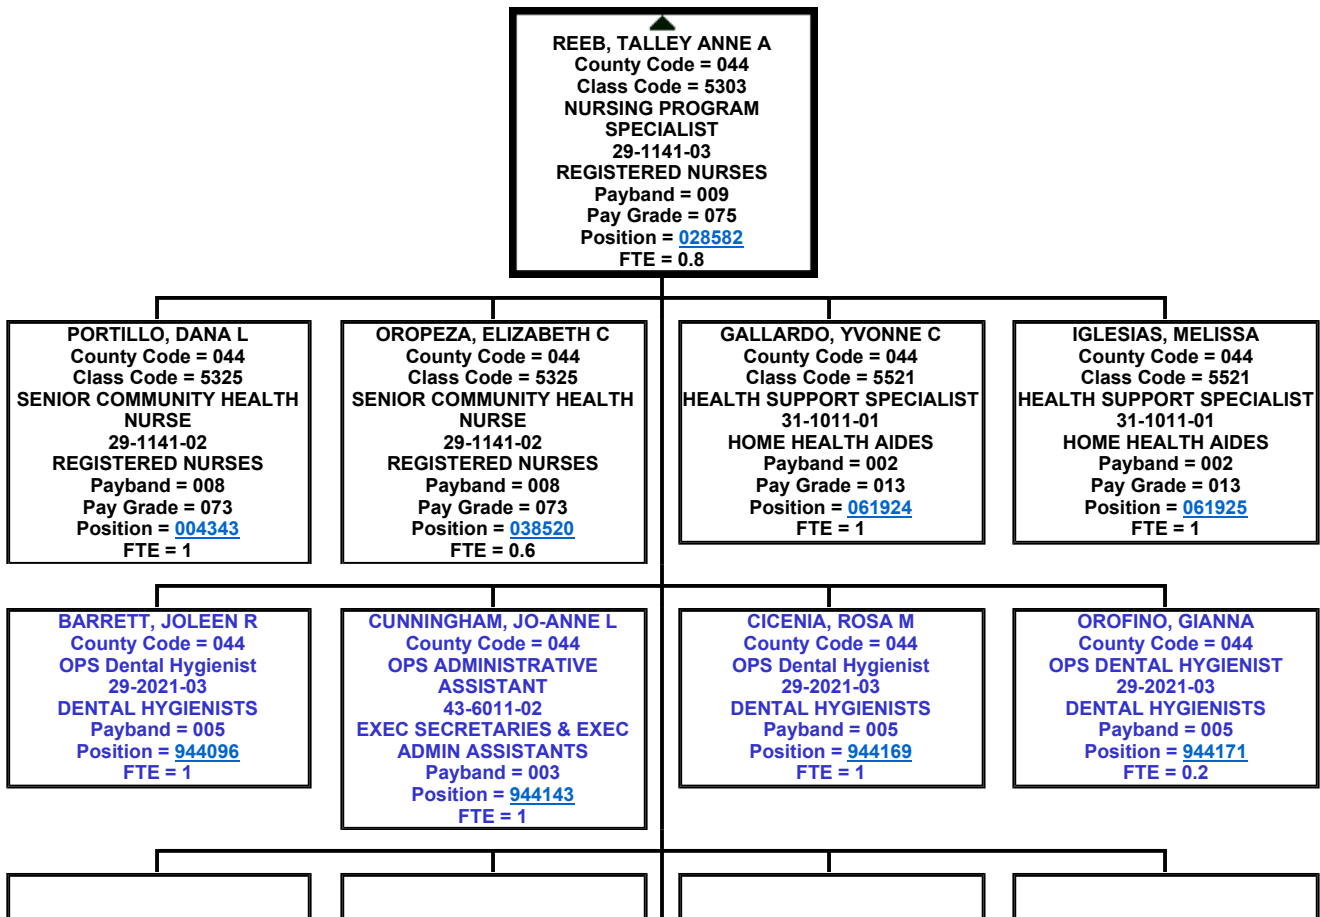 REEB, TALLEY ANNE A
County Code = 044
Class Code = 5303
NURSING PROGRAM
SPECIALIST
29-1141-03
REGISTERED NURSES
Payband = 009
Pay Grade = 075
Position = 028582
FTE = 0.8
PORTILLO, DANA L
County Code = 044
Class Code = 5325
SENIOR COMMUNITY HEALTH
NURSE
29-1141-02
REGISTERED NURSES
Payband = 008
Pay Grade = 073
Position = 004343
FTE = 1
OROPEZA, ELIZABETH C
County Code = 044
Class Code = 5325
SENIOR COMMUNITY HEALTH
NURSE
29-1141-02
REGISTERED NURSES
Payband = 008
Pay Grade = 073
Position = 038520
FTE = 0.6
GALLARDO, YVONNE C
County Code = 044
Class Code = 5521
HEALTH SUPPORT SPECIALIST
31-1011-01
HOME HEALTH AIDES
Payband = 002
Pay Grade = 013
Position = 061924
FTE = 1
IGLESIAS, MELISSA
County Code = 044
Class Code = 5521
HEALTH SUPPORT SPECIALIST
31-1011-01
HOME HEALTH AIDES
Payband = 002
Pay Grade = 013
Position = 061925
FTE = 1
BARRETT, JOLEEN R
County Code = 044
OPS Dental Hygienist
29-2021-03
DENTAL HYGIENISTS
Payband = 005
Position = 944096
FTE = 1
CUNNINGHAM, JO-ANNE L
County Code = 044
OPS ADMINISTRATIVE
ASSISTANT
43-6011-02
EXEC SECRETARIES & EXEC
ADMIN ASSISTANTS
Payband = 003
Position = 944143
FTE = 1
CICENIA, ROSA M
County Code = 044
OPS Dental Hygienist
29-2021-03
DENTAL HYGIENISTS
Payband = 005
Position = 944169
FTE = 1
OROFINO, GIANNA
County Code = 044
OPS DENTAL HYGIENIST
29-2021-03
DENTAL HYGIENISTS
Payband = 005
Position = 944171
FTE = 0.2